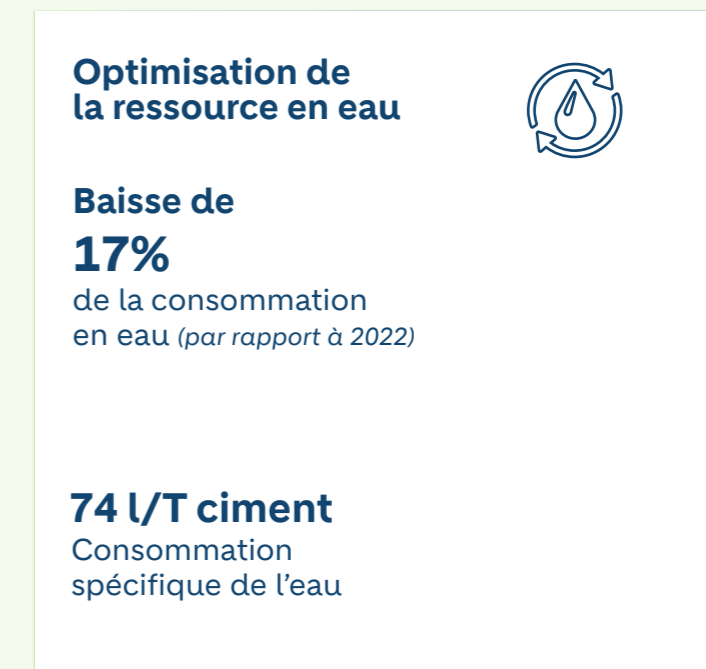 Optimisation de
la ressource en eau
Baisse de
17%
de la consommation
en eau (par rapport à 2022)
74 l/T ciment
Consommation
spécifique de l’eau